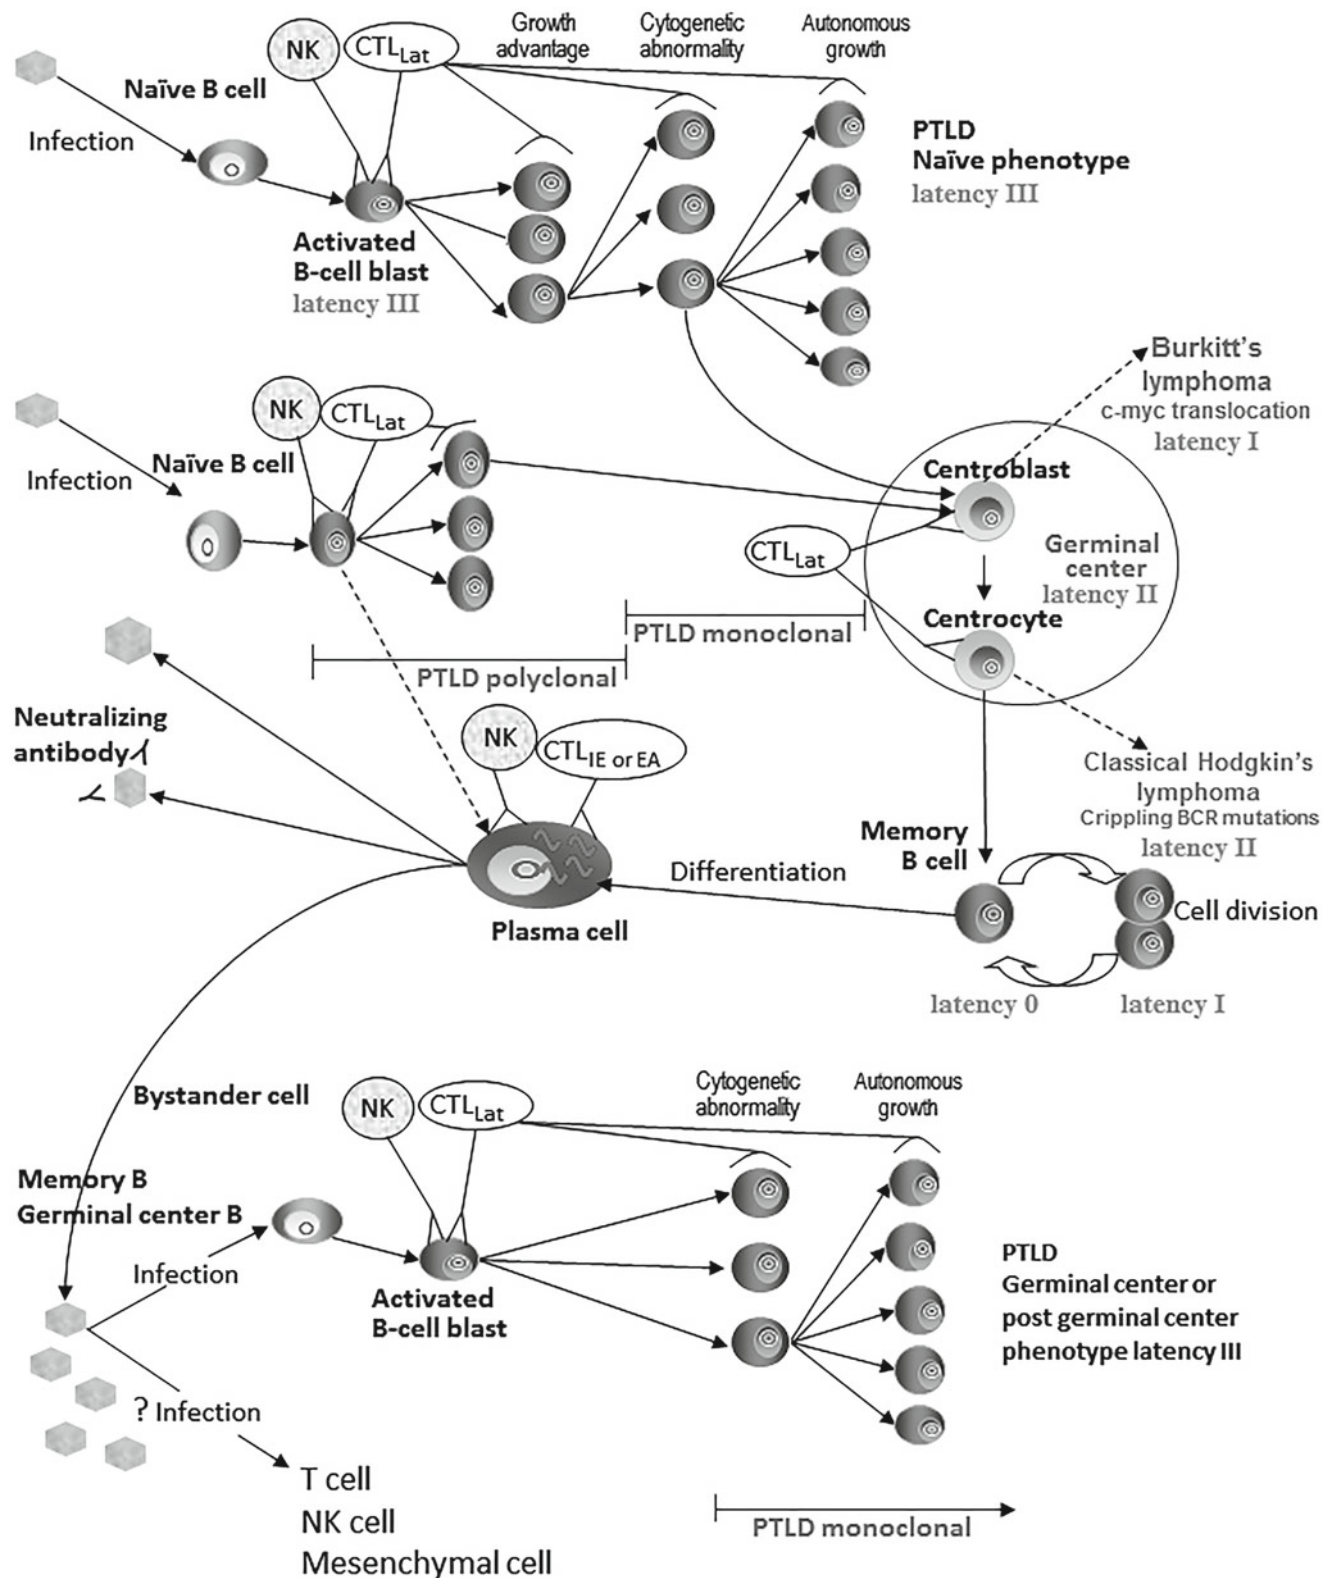 Growth advantage
Cytogenetic abnormality
Autonomous growth
NK
CTLLat
Naïve B cell
Infection
PTLD
Naïve phenotype
latency III
Activated
B-cell blast
latency III
Burkitt's
lymphoma
c-myc translocation
latency I
NK
CTLLat
Naïve B cell
Infection
Centroblast
CTLLat
Germinal
center
latency II
Centrocyte
PTLD monoclonal
PTLD polyclonal
Neutralizing
antibody
NK
CTLIE or EA
Classical Hodgkin's
lymphoma
Crippling BCR mutations
latency II
Memory
B cell
Differentiation
Plasma cell
Cell division
latency 0
latency I
Bystander cell
NK
CTLLat
Cytogenetic abnormality
Autonomous growth
Memory B
Germinal center B
Infection
Activated
B-cell blast
PTLD
Germinal center or
post germinal center
phenotype latency III
? Infection
T cell
NK cell
Mesenchymal cell
PTLD monoclonal